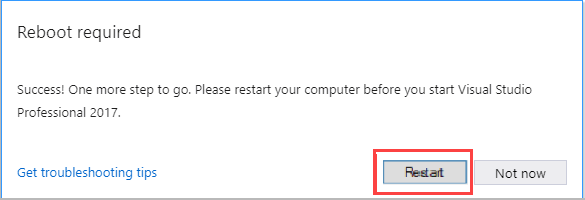 Reboot required
Success! One more step to go. Please restart your computer before you start Visual Studio
Professional 2017.
Get troubleshooting tips
Restart
Not now